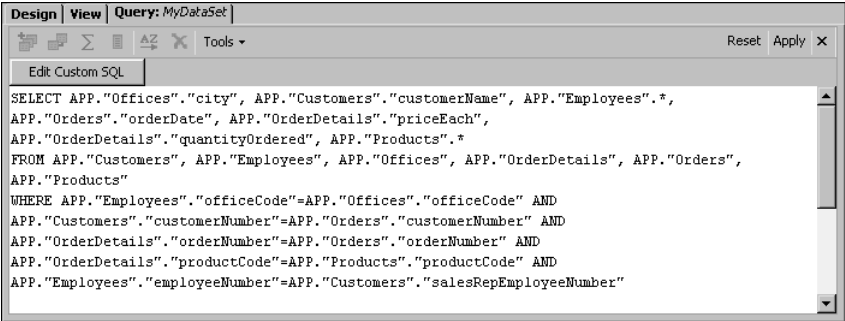 Design | View | Query: MyDataSet
Tools Reset Apply
Edit Custom SQL
SELECT APP."Offices"."city", APP."Customers"."customerName", APP."Employees".*,
APP."Orders"."orderDate", APP."OrderDetails"."priceEach",
APP."OrderDetails"."quantityOrdered", APP."Products".*
FROM APP."Customers", APP."Employees", APP."Offices", APP."OrderDetails", APP."Orders",
APP."Products"
WHERE APP."Employees"."officeCode"=APP."Offices"."officeCode" AND
APP."Customers"."customerNumber"=APP."Orders"."customerNumber" AND
APP."OrderDetails"."orderNumber"=APP."Orders"."orderNumber" AND
APP."OrderDetails"."productCode"=APP."Products"."productCode" AND
APP."Employees"."employeeNumber"=APP."Customers"."salesRepEmployeeNumber"